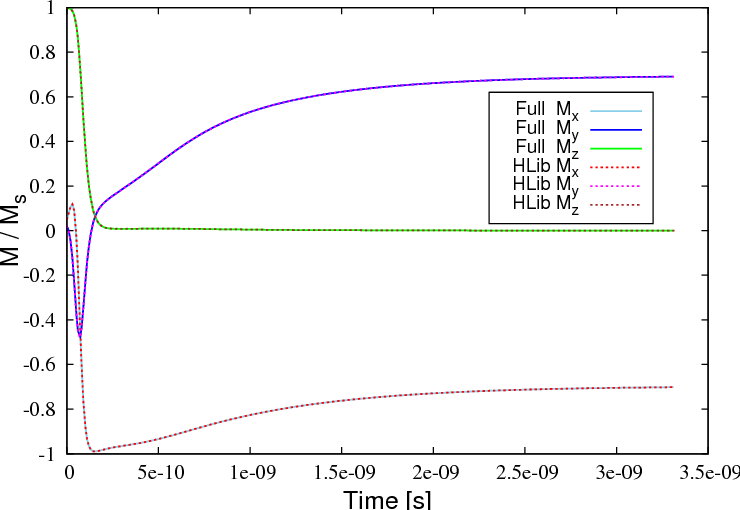 1
0.8
0.6
0.4
0.2
0
-0.2
-0.4
-0.6
-0.8
-1
M / Ms
Full Mx
Full My
Full Mz
HLib Mx
HLib My
HLib Mz
0 5e-10 1e-09 1.5e-09 2e-09 2.5e-09 3e-09 3.5e-09
Time [s]